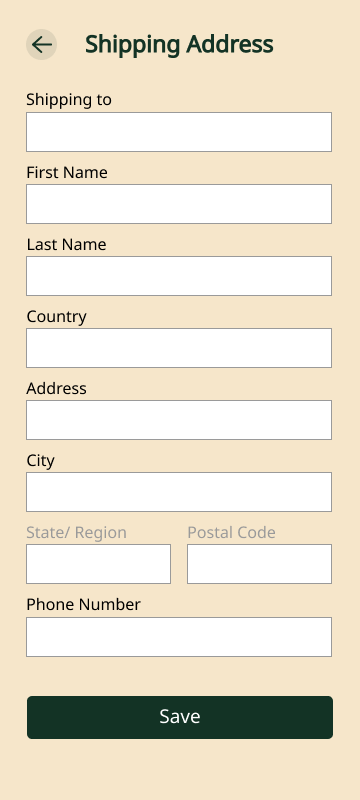 Shipping Address
Shipping to
First Name
Last Name
Country
Address
City
State/ Region
Postal Code
Phone Number
Save